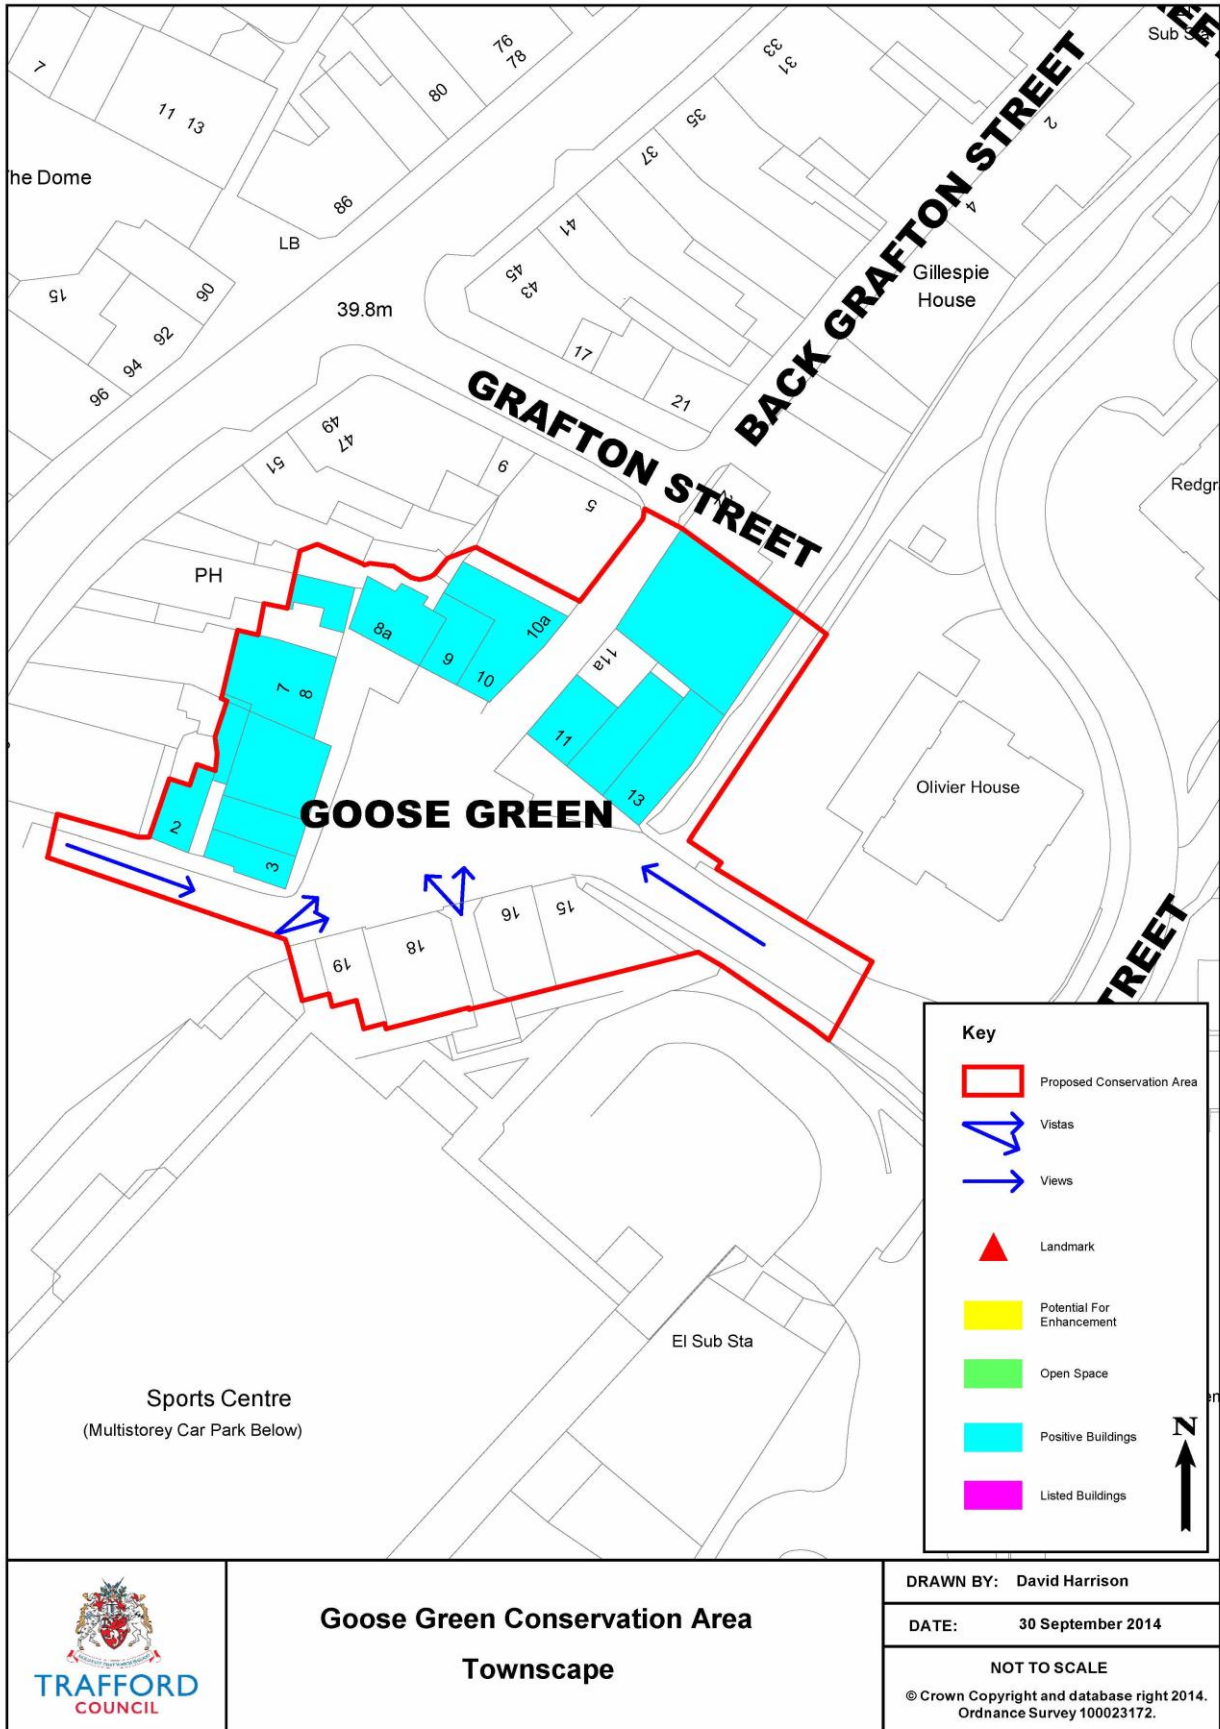 7
11 13
76
78
80
33
31
Sub Sta
2
35
37
4
he Dome
86
LB
41
BACK GRAFTON STREET
Gillespie
House
15
90
45
43
39.8m
92
94
96
17
21
GRAFTON STREET
49
47
51
9
5
Redgr
PH
8a
10a
9
10
11a
7
8
11
13
Olivier House
GOOSE GREEN
2
3
16
15
18
19
TREET
Key
Proposed Conservation Area
Vistas
Views
Landmark
Potential For
Enhancement
Open Space
Positive Buildings
Listed Buildings
N
El Sub Sta
Sports Centre
(Multistorey Car Park Below)
TRAFFORD
COUNCIL
Goose Green Conservation Area
Townscape
DRAWN BY: David Harrison
DATE: 30 September 2014
NOT TO SCALE
© Crown Copyright and database right 2014.
Ordnance Survey 100023172.